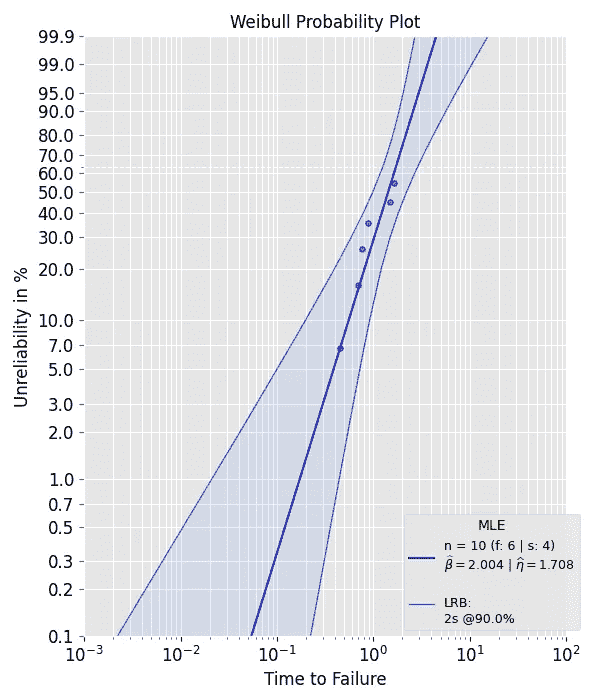 Weibull Probability Plot
99.9
99.0
95.0
90.0
80.0
70.0
60.0
50.0
40.0
30.0
20.0
10.0
7.0
5.0
3.0
2.0
1.0
0.7
0.5
0.3
0.2
0.1
Unreliability in %
MLE
n = 10 (f: 6 | s: 4)
β̂ = 2.004 | η̂ = 1.708
LRB:
2s @90.0%
10⁻³ 10⁻² 10⁻¹ 10⁰ 10¹ 10²
Time to Failure